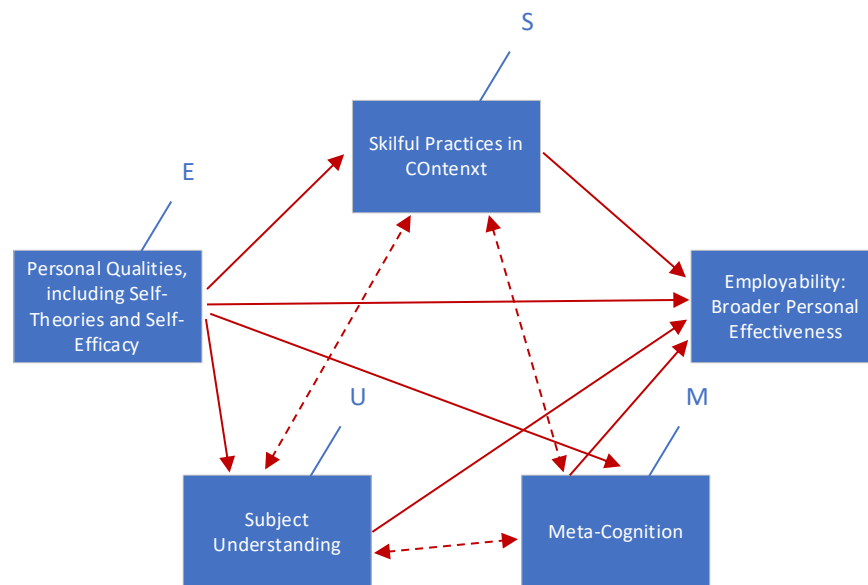 S
Skilful Practices in
COntenxt
E
Personal Qualities,
including Self-
Theories and Self-
Efficacy
Employability:
Broader Personal
Effectiveness
U
M
Subject
Understanding
Meta-Cognition